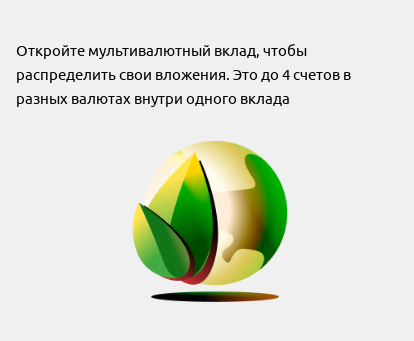 Откройте мультивалютный вклад, чтобы
распределить свои вложения. Это до 4 счетов в
разных валютах внутри одного вклада